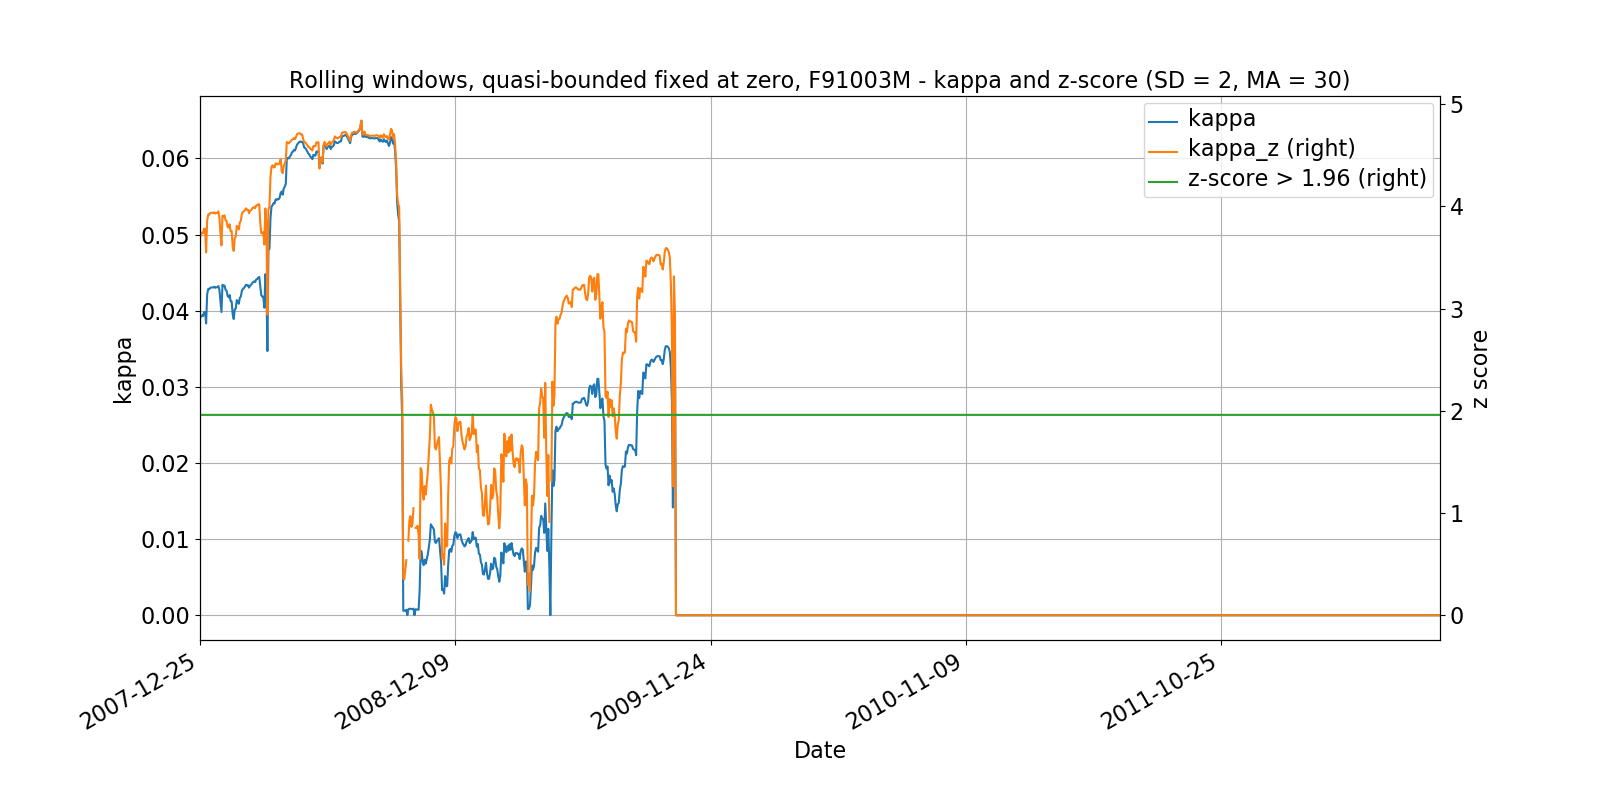 Rolling windows, quasi-bounded fixed at zero, F91003M - kappa and z-score (SD = 2, MA = 30)
kappa
kappa_z (right)
z-score > 1.96 (right)
0.06
0.05
0.04
0.03
0.02
0.01
0.00
kappa
5
4
3
2
1
0
z score
2007-12-25
2008-12-09
2009-11-24
2010-11-09
2011-10-25
Date